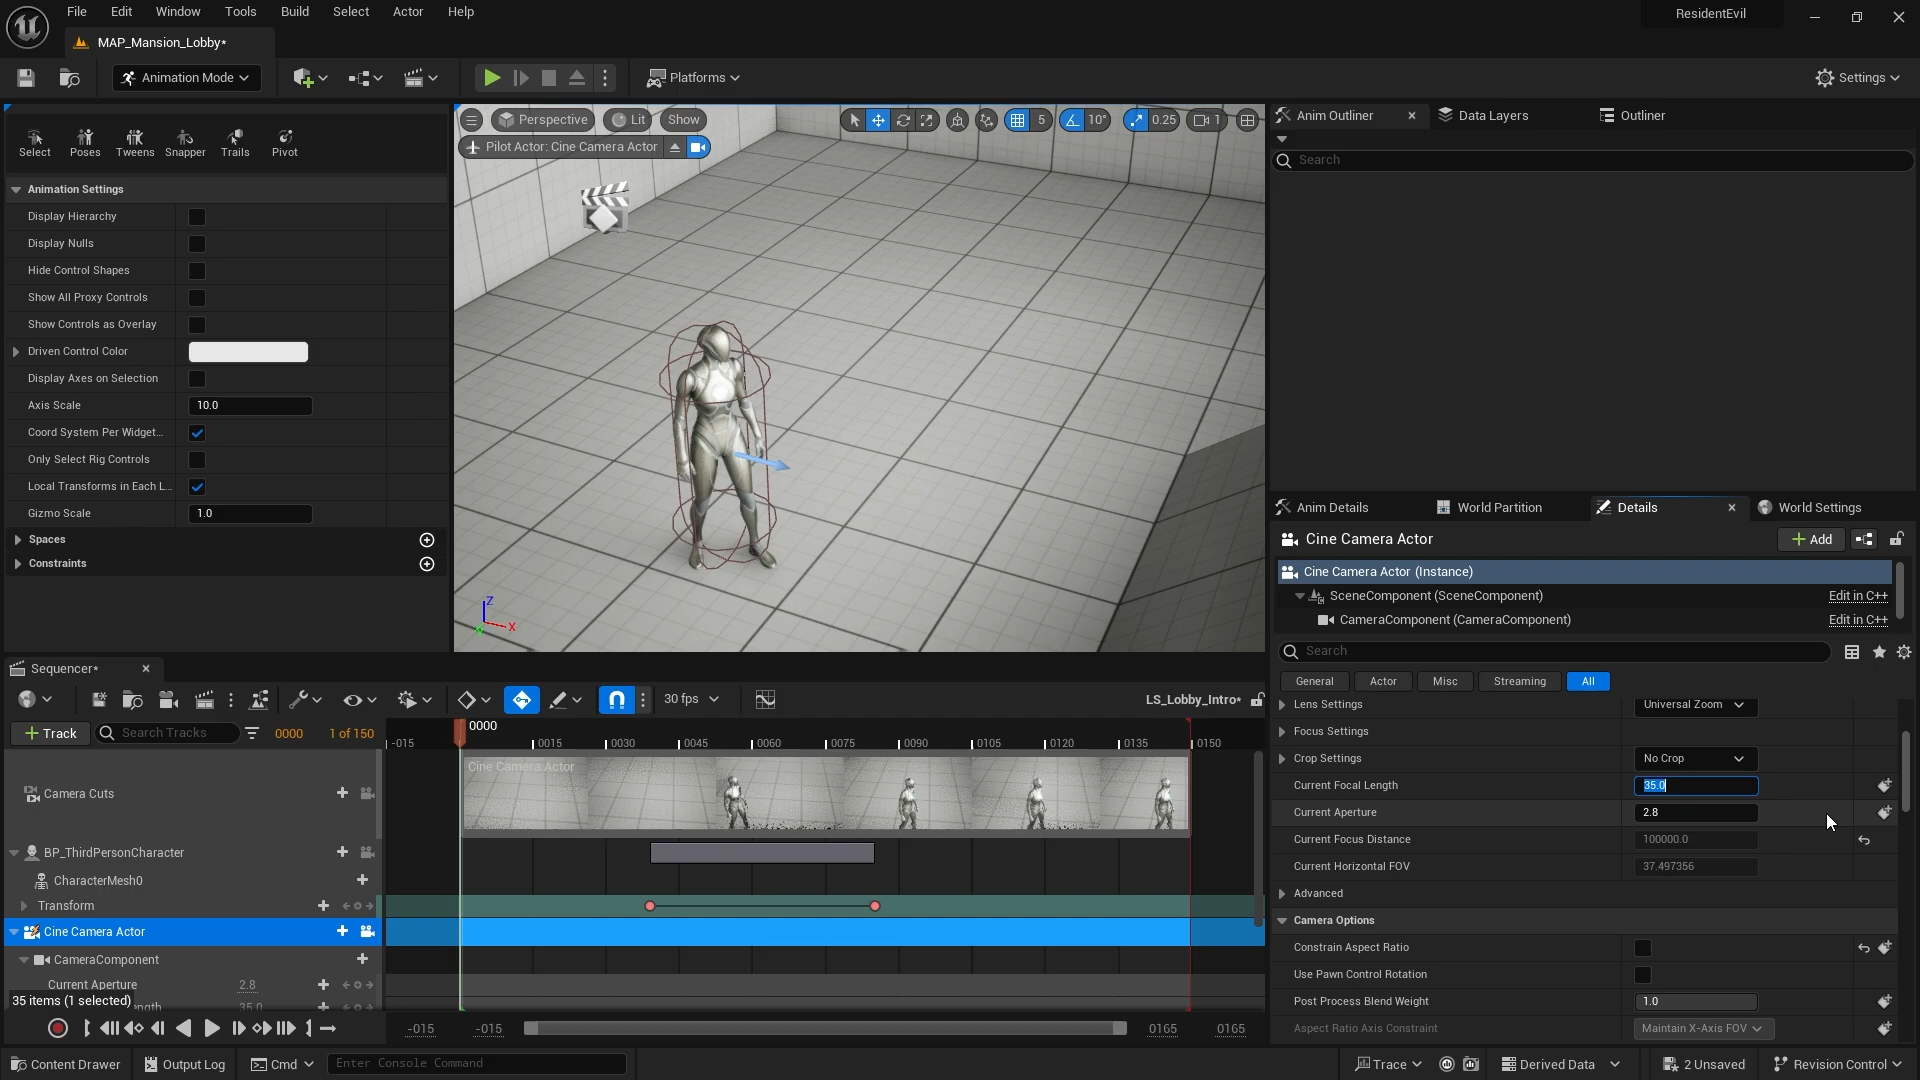 File Edit Window Tools Build Select Actor Help
ResidentEvil
MAP_Mansion_Lobby*
Animation Mode
Platforms
Settings
Select Poses Tweens Snapper Trails Pivot
Animation Settings
Display Hierarchy
Display Nulls
Hide Control Shapes
Show All Proxy Controls
Show Controls as Overlay
Driven Control Color
Display Axes on Selection
Axis Scale 10.0
Coord System Per Widget...
Only Select Rig Controls
Local Transforms in Each L...
Gizmo Scale 1.0
Spaces
Constraints
Perspective Lit Show 5 10° 0.25 1
Pilot Actor: Cine Camera Actor
Z
X
Anim Outliner Data Layers Outliner
Search
Anim Details World Partition Details World Settings
Cine Camera Actor
Add
Cine Camera Actor (Instance)
SceneComponent (SceneComponent) Edit in C++
CameraComponent (CameraComponent) Edit in C++
Search
General Actor Misc Streaming All
Lens Settings Universal Zoom
Focus Settings
Crop Settings No Crop
Current Focal Length 35.0
Current Aperture 2.8
Current Focus Distance 100000.0
Current Horizontal FOV 37.497356
Advanced
Camera Options
Constrain Aspect Ratio
Use Pawn Control Rotation
Post Process Blend Weight 1.0
Aspect Ratio Axis Constraint Maintain X-Axis FOV
Sequencer*
30 fps
LS_Lobby_Intro*
Track Search Tracks 0000 1 of 150
0000
-015 0015 0030 0045 0060 0075 0090 0105 0120 0135 0150
Cine Camera Actor
Camera Cuts
BP_ThirdPersonCharacter
CharacterMesh0
Transform
Cine Camera Actor
CameraComponent
Current Aperture 2.8
35 items (1 selected)
ngth 35.0
-015 -015 0165 0165
Content Drawer Output Log Cmd Enter Console Command
Trace Derived Data 2 Unsaved Revision Control